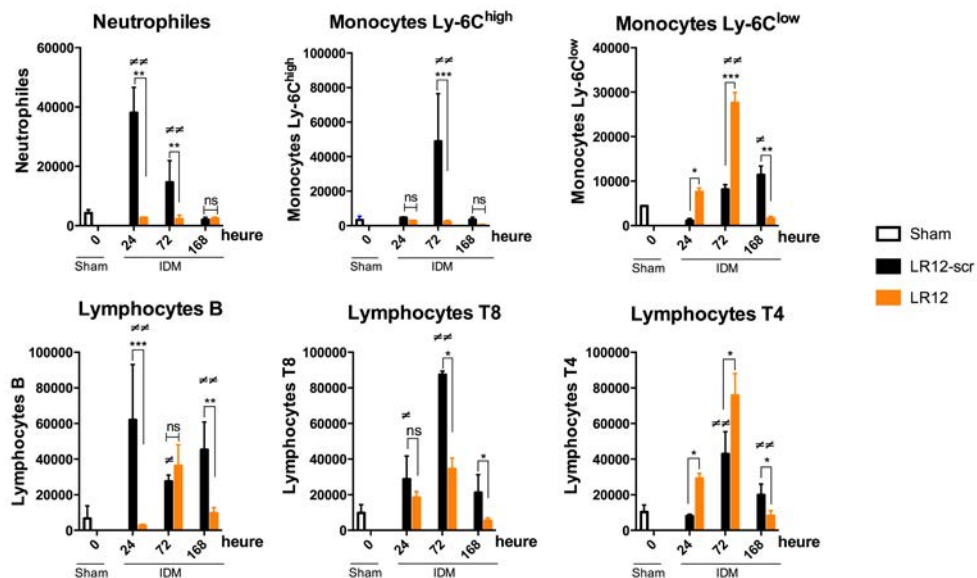 Neutrophiles
Neutrophiles
60000
40000
20000
0
≠ ≠
**
≠ ≠
**
ns
0
24
72
168
heure
Sham
IDM
Monocytes Ly-6Chigh
Monocytes Ly-6Chigh
100000
80000
60000
40000
20000
0
ns
≠ ≠
***
ns
0
24
72
168
heure
Sham
IDM
Monocytes Ly-6Clow
Monocytes Ly-6Clow
40000
30000
20000
10000
0
*
≠ ≠
***
≠
**
0
24
72
168
heure
Sham
IDM
Sham
LR12-scr
LR12
Lymphocytes B
Lymphocytes B
100000
80000
60000
40000
20000
0
≠ ≠
***
ns
≠
≠ ≠
**
0
24
72
168
heure
Sham
IDM
Lymphocytes T8
Lymphocytes T8
100000
80000
60000
40000
20000
0
≠
ns
≠ ≠
*
*
0
24
72
168
heure
Sham
IDM
Lymphocytes T4
Lymphocytes T4
100000
80000
60000
40000
20000
0
*
*
≠ ≠
≠ ≠
*
0
24
72
168
heure
Sham
IDM